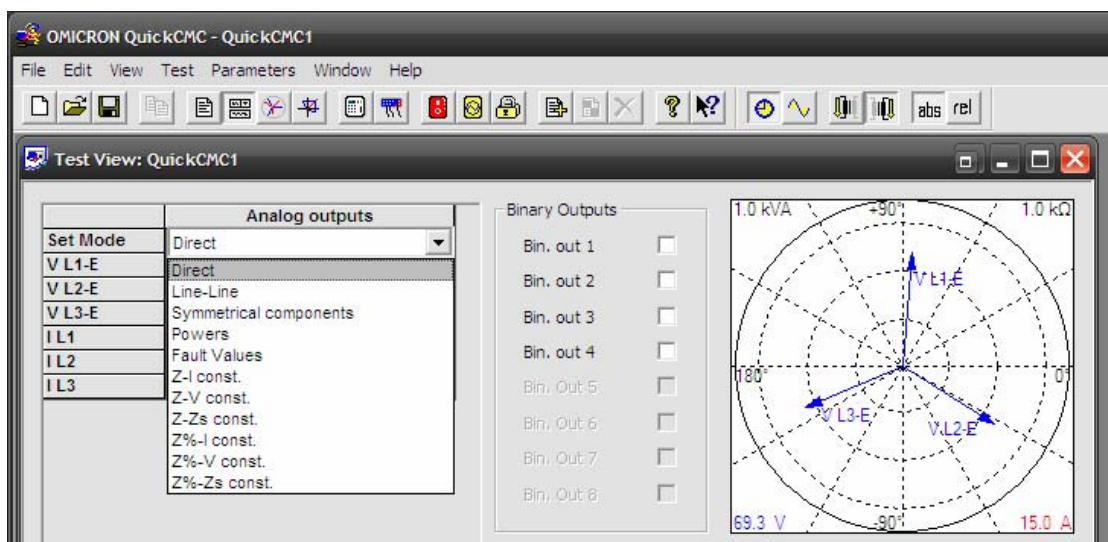 OMICRON QuickCMC - QuickCMC1
File Edit View Test Parameters Window Help
abs rel
Test View: QuickCMC1
Analog outputs
Set Mode Direct
V L1-E
V L2-E
V L3-E
I L1
I L2
I L3
Direct
Line-Line
Symmetrical components
Powers
Fault Values
Z-I const.
Z-V const.
Z-Zs const.
Z%-I const.
Z%-V const.
Z%-Zs const.
Binary Outputs
Bin. out 1
Bin. out 2
Bin. out 3
Bin. out 4
Bin. Out 5
Bin. Out 6
Bin. Out 7
Bin. Out 8
1.0 kVA +90° 1.0 kΩ
V L1-E
180° 0°
V L3-E V L2-E
69.3 V -90° 15.0 A